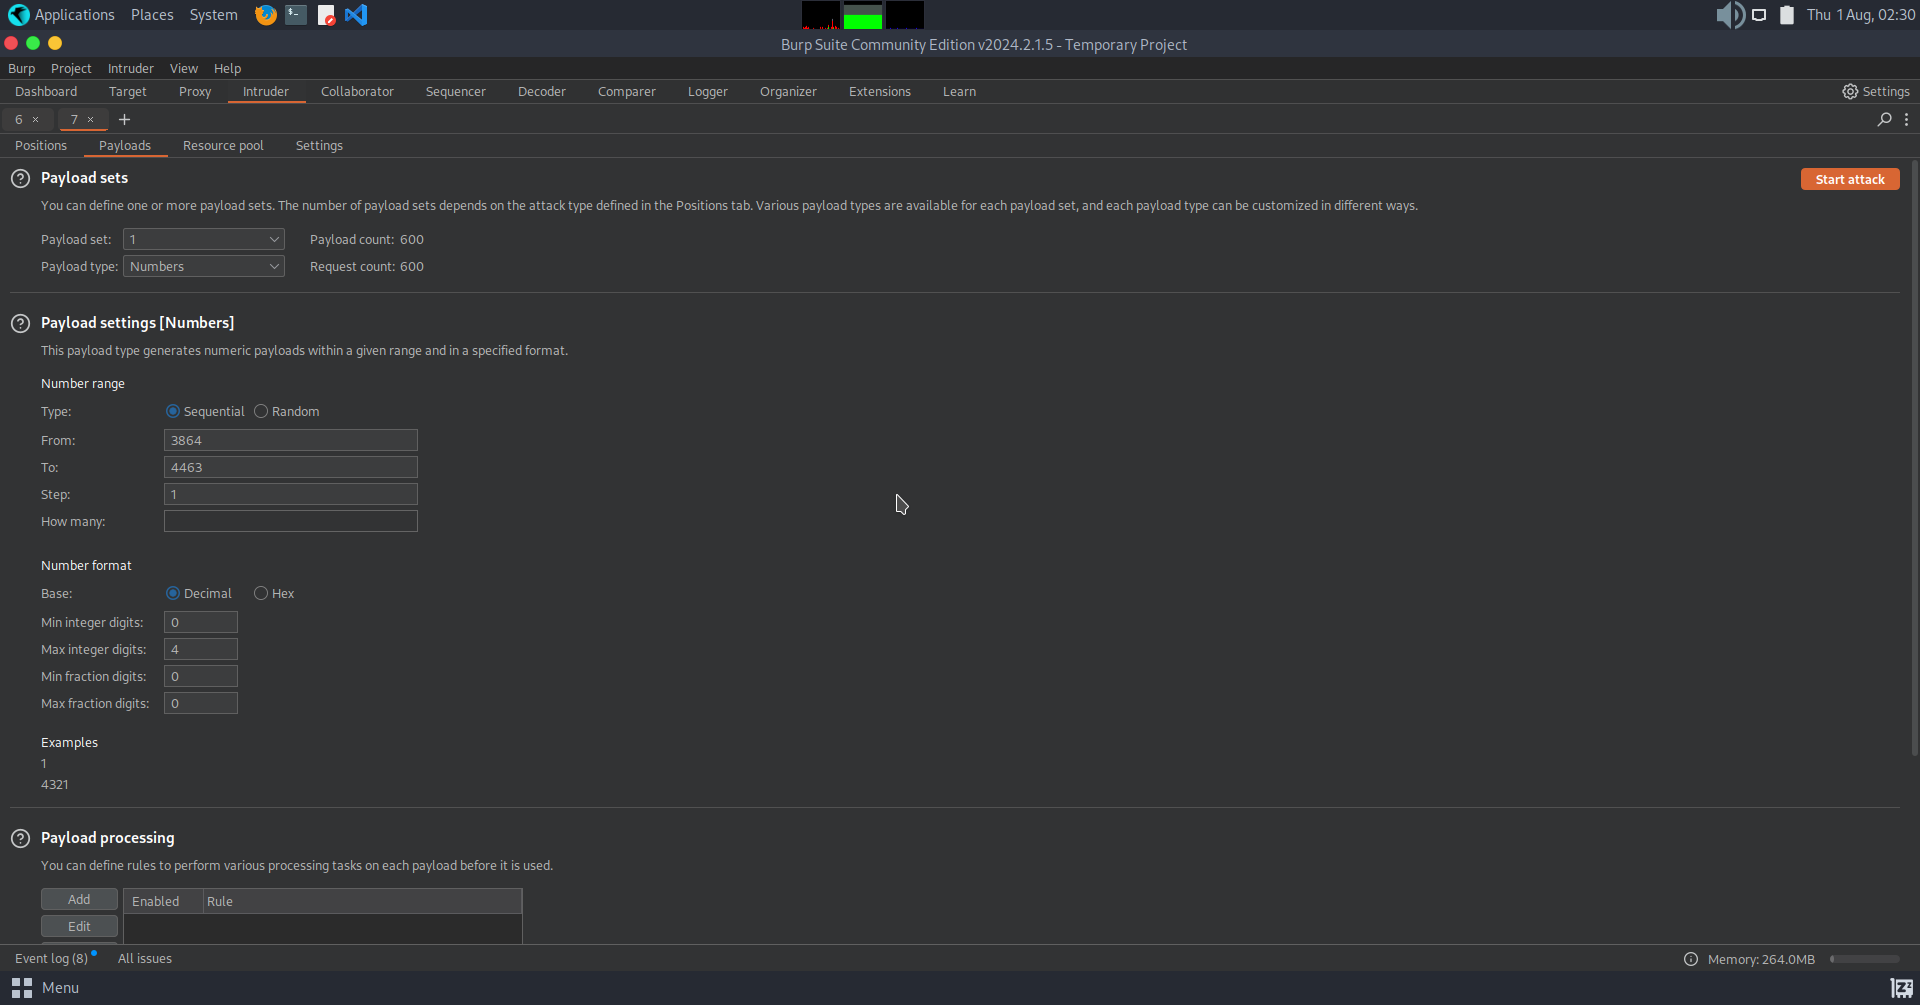 Applications Places System Thu 1 Aug, 02:30
Burp Suite Community Edition v2024.2.1.5 - Temporary Project
Burp Project Intruder View Help
Dashboard Target Proxy Intruder Collaborator Sequencer Decoder Comparer Logger Organizer Extensions Learn Settings
6 × 7 × +
Positions Payloads Resource pool Settings
Payload sets
Start attack
You can define one or more payload sets. The number of payload sets depends on the attack type defined in the Positions tab. Various payload types are available for each payload set, and each payload type can be customized in different ways.
Payload set: 1 Payload count: 600
Payload type: Numbers Request count: 600
Payload settings [Numbers]
This payload type generates numeric payloads within a given range and in a specified format.
Number range
Type: Sequential Random
From: 3864
To: 4463
Step: 1
How many:
Number format
Base: Decimal Hex
Min integer digits: 0
Max integer digits: 4
Min fraction digits: 0
Max fraction digits: 0
Examples
1
4321
Payload processing
You can define rules to perform various processing tasks on each payload before it is used.
Add Enabled Rule
Edit
Event log (8) All issues Memory: 264.0MB
Menu